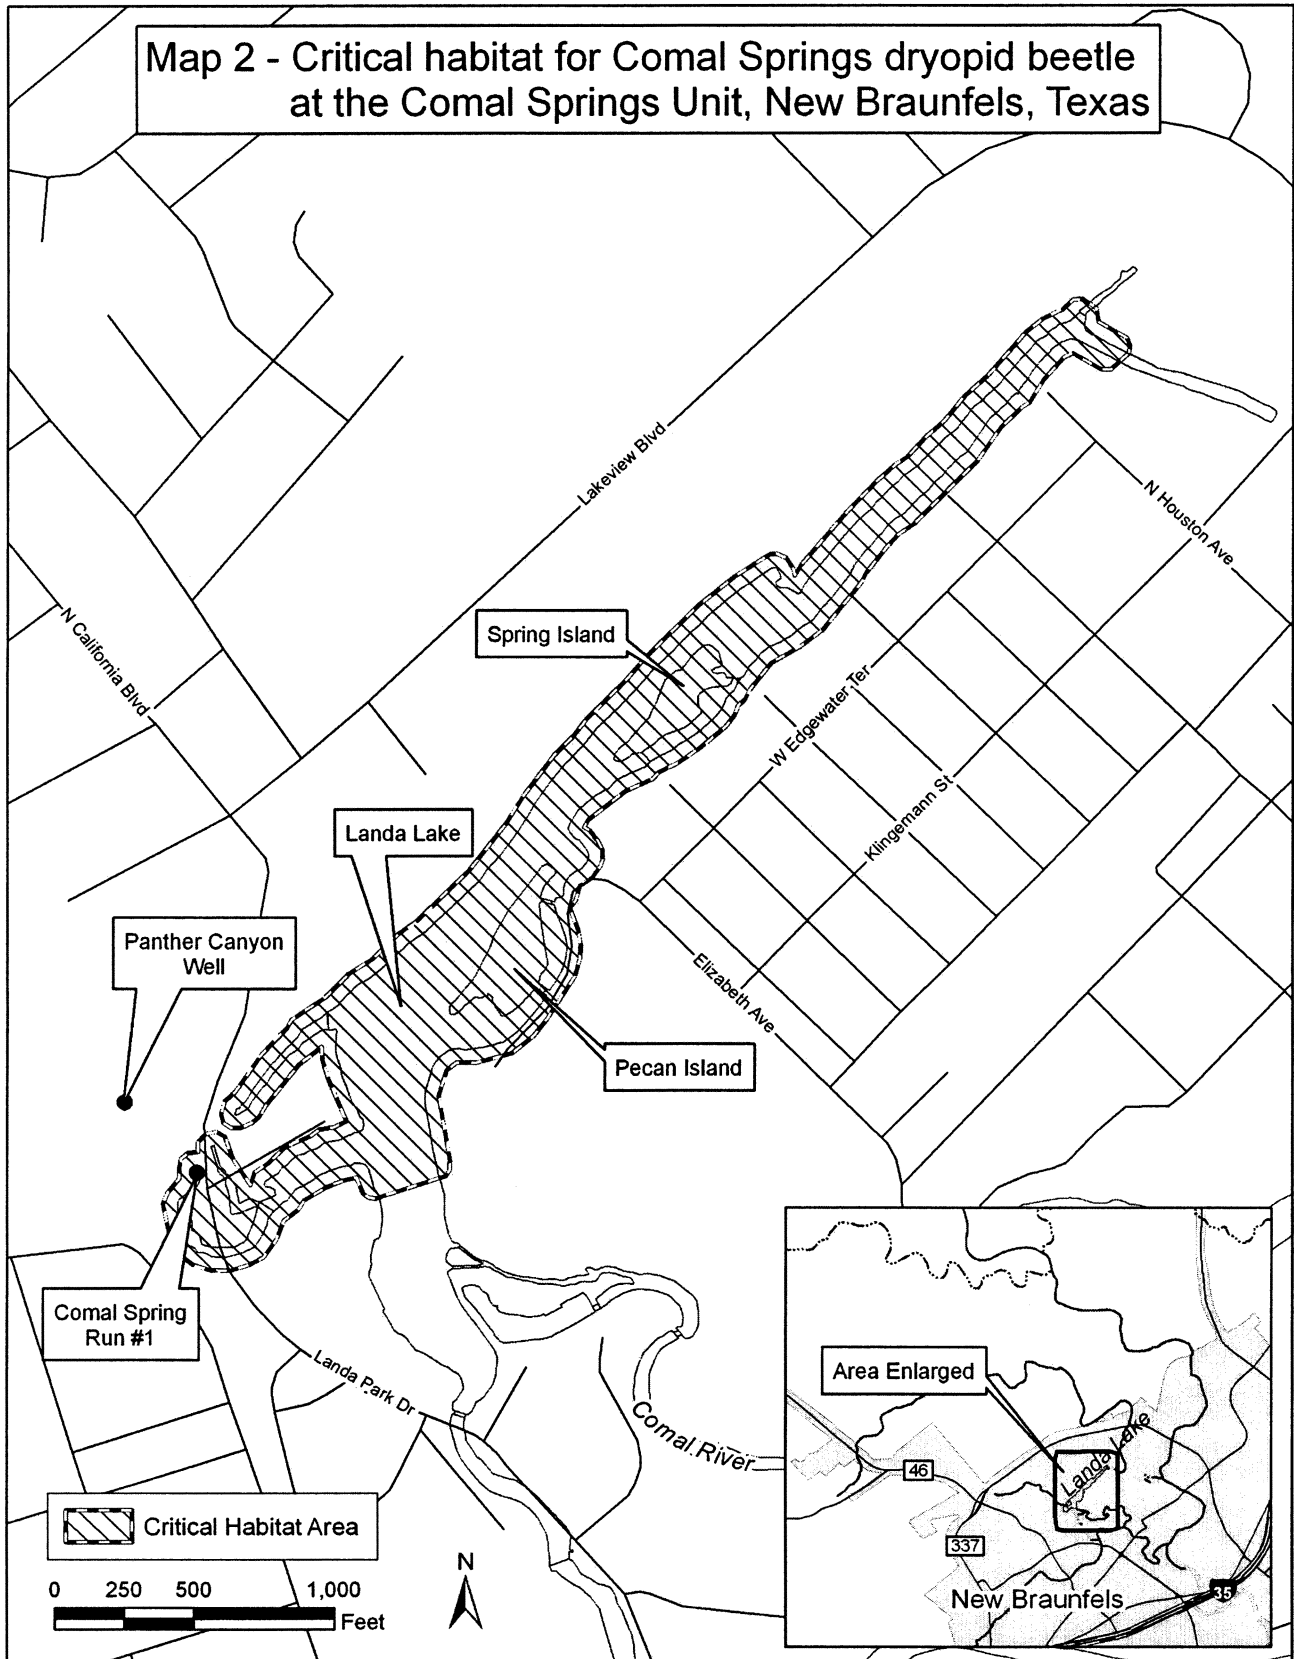 Map 2 - Critical habitat for Comal Springs dryopid beetle
at the Comal Springs Unit, New Braunfels, Texas
Lakeview Blvd
N Houston Ave
N California Blvd
Spring Island
W Edgewater Ter
Klingemann St
Landa Lake
Panther Canyon
Well
Elizabeth Ave
Pecan Island
Comal Spring
Run #1
Landa Park Dr
Comal River
Area Enlarged
Landa Lake
46
337
35
New Braunfels
Critical Habitat Area
N
0 250 500 1,000
Feet